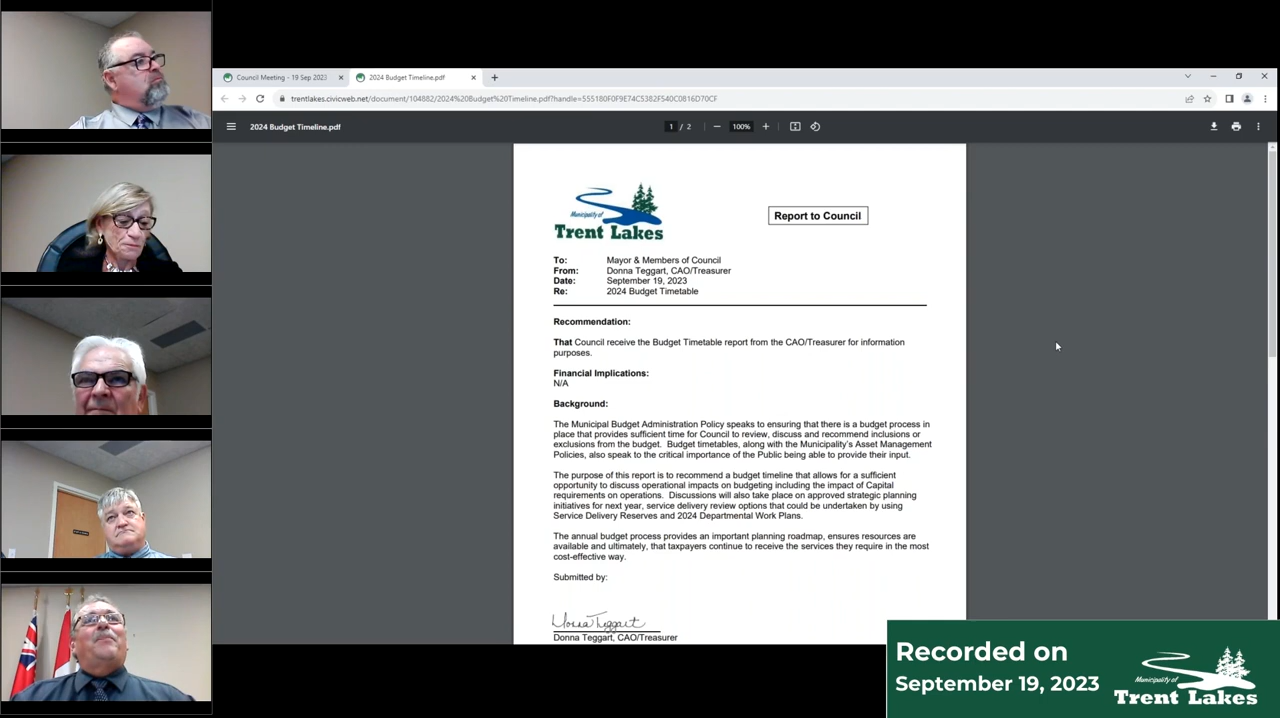 Council Meeting - 19 Sep 2023
2024 Budget Timeline.pdf
trentlakes.civicweb.net/document/104882/2024%20Budget%20Timeline.pdf?handle=555180F0F9E74C5382F540C0816D70CF
2024 Budget Timeline.pdf
1 / 2
100%
Municipality of
Trent Lakes
Report to Council
To: Mayor & Members of Council
From: Donna Teggart, CAO/Treasurer
Date: September 19, 2023
Re: 2024 Budget Timetable
Recommendation:
That Council receive the Budget Timetable report from the CAO/Treasurer for information
purposes.
Financial Implications:
N/A
Background:
The Municipal Budget Administration Policy speaks to ensuring that there is a budget process in
place that provides sufficient time for Council to review, discuss and recommend inclusions or
exclusions from the budget. Budget timetables, along with the Municipality's Asset Management
Policies, also speak to the critical importance of the Public being able to provide their input.
The purpose of this report is to recommend a budget timeline that allows for a sufficient
opportunity to discuss operational impacts on budgeting including the impact of Capital
requirements on operations. Discussions will also take place on approved strategic planning
initiatives for next year, service delivery review options that could be undertaken by using
Service Delivery Reserves and 2024 Departmental Work Plans.
The annual budget process provides an important planning roadmap, ensures resources are
available and ultimately, that taxpayers continue to receive the services they require in the most
cost-effective way.
Submitted by:
Donna Teggart
Donna Teggart, CAO/Treasurer
Recorded on
September 19, 2023
Municipality of
Trent Lakes